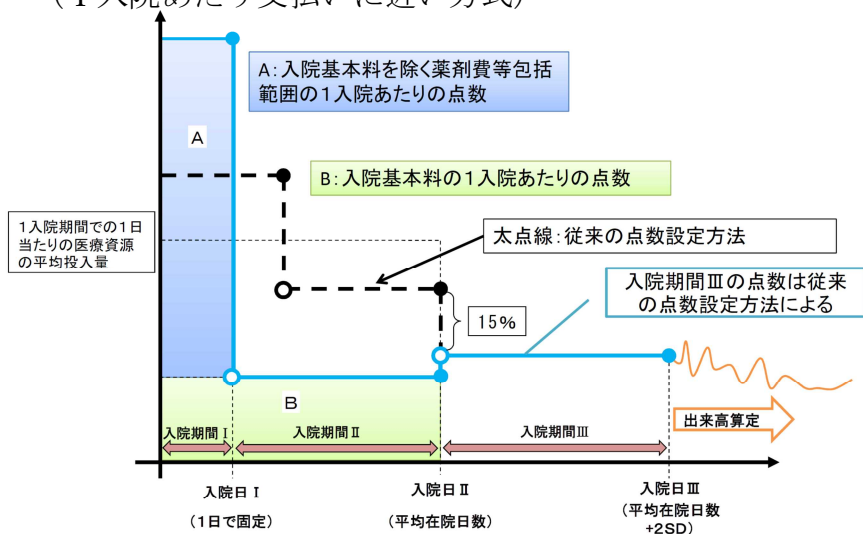 (1入院あたり支払いに近い方式)
A:入院基本料を除く薬剤費等包括
範囲の1入院あたりの点数
A
B:入院基本料の1入院あたりの点数
1入院期間での1日
当たりの医療資源
の平均投入量
太点線:従来の点数設定方法
入院期間Ⅲの点数は従来
の点数設定方法による
15%
B
出来高算定
入院期間Ⅰ
入院期間Ⅱ
入院期間Ⅲ
入院日Ⅰ
(1日で固定)
入院日Ⅱ
(平均在院日数)
入院日Ⅲ
(平均在院日数
+2SD)